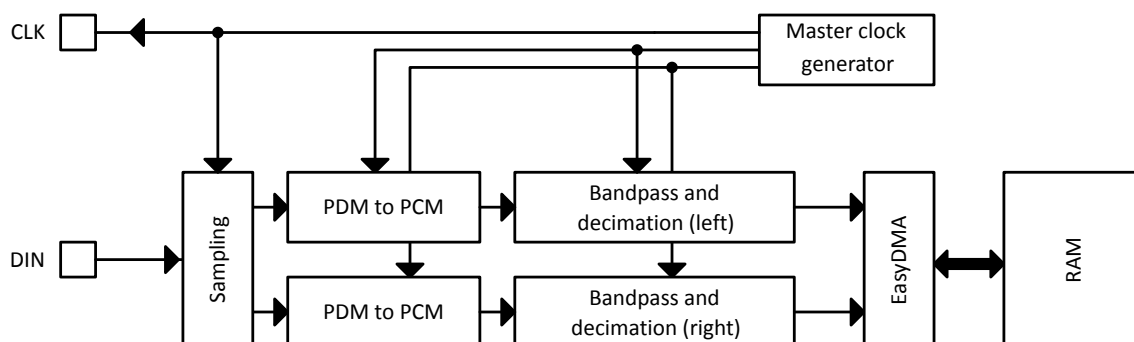 CLK
Master clock
generator
PDM to PCM
Bandpass and
decimation (left)
DIN
Sampling
EasyDMA
RAM
PDM to PCM
Bandpass and
decimation (right)